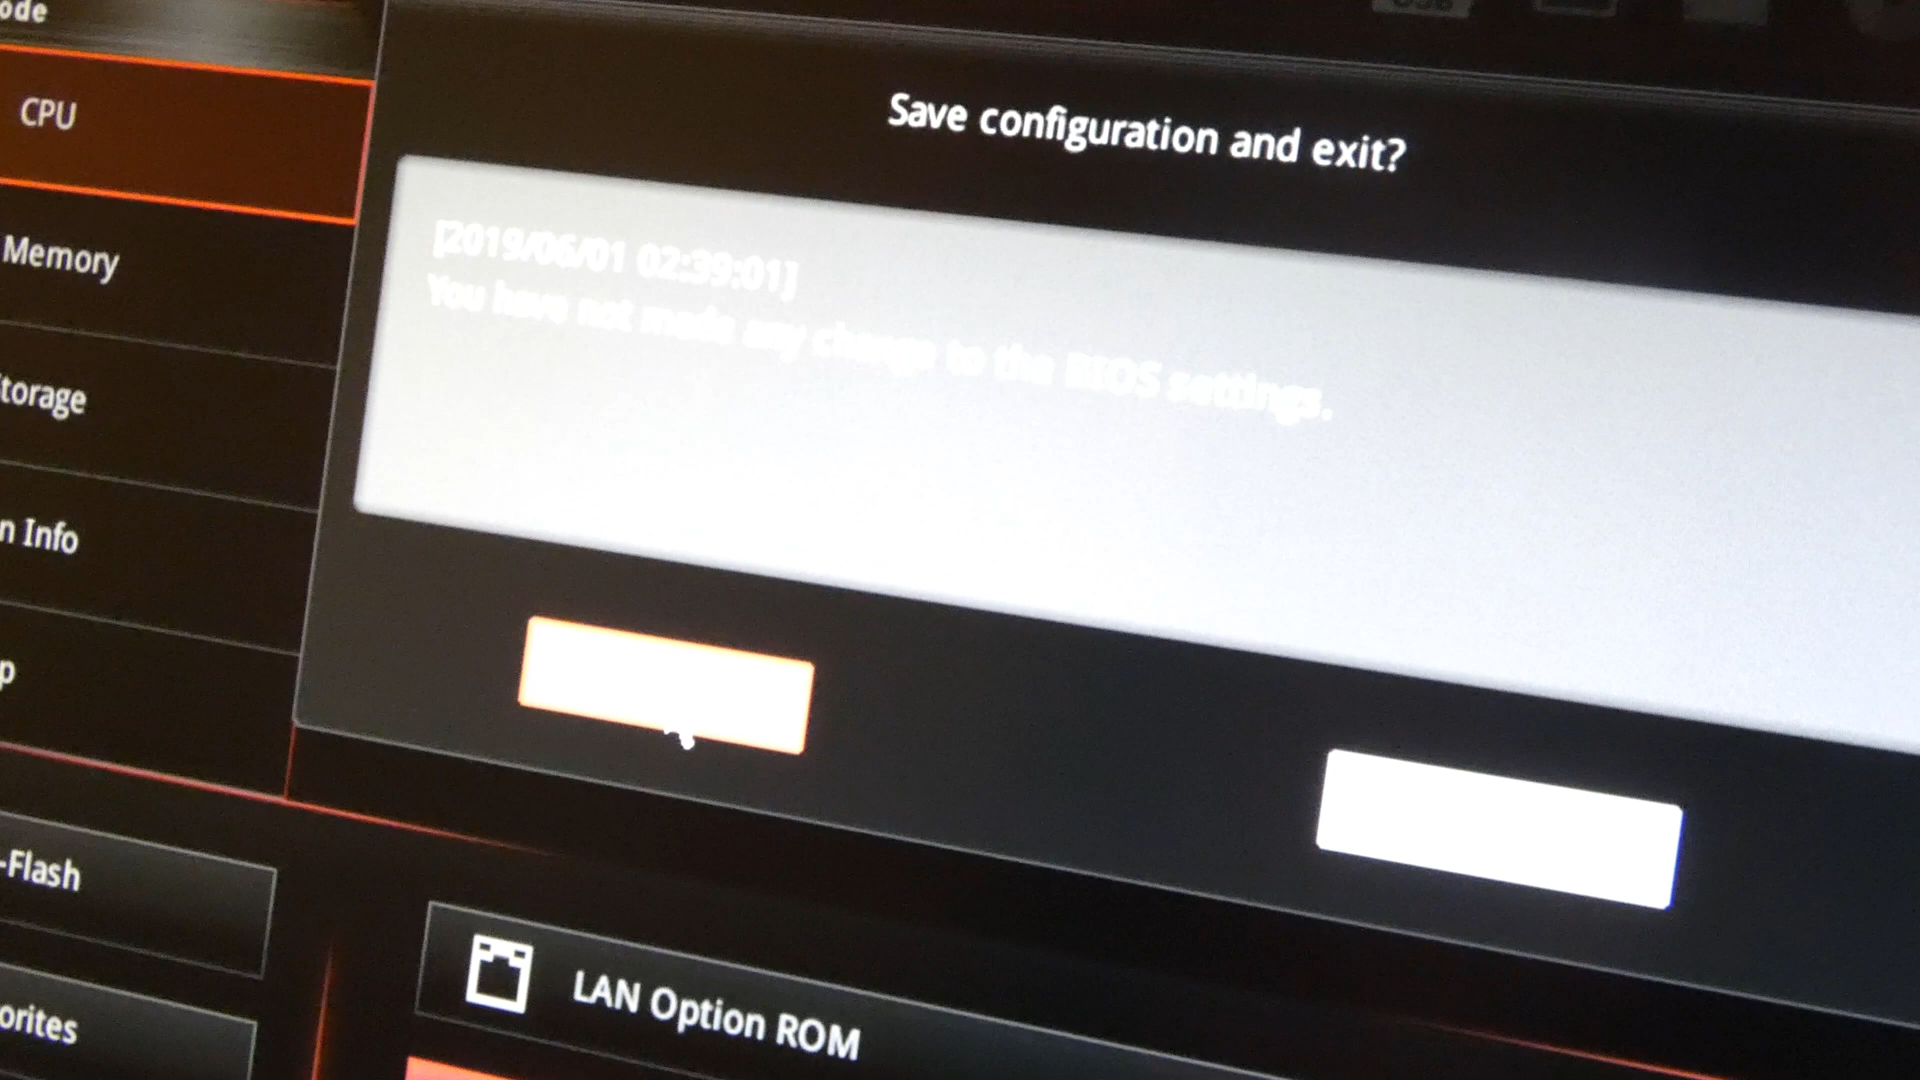 ode
CPU
Memory
torage
n Info
p
-Flash
orites
Save configuration and exit?
[2019/06/01 02:39:01]
You have not made any change to the BIOS settings.
LAN Option ROM